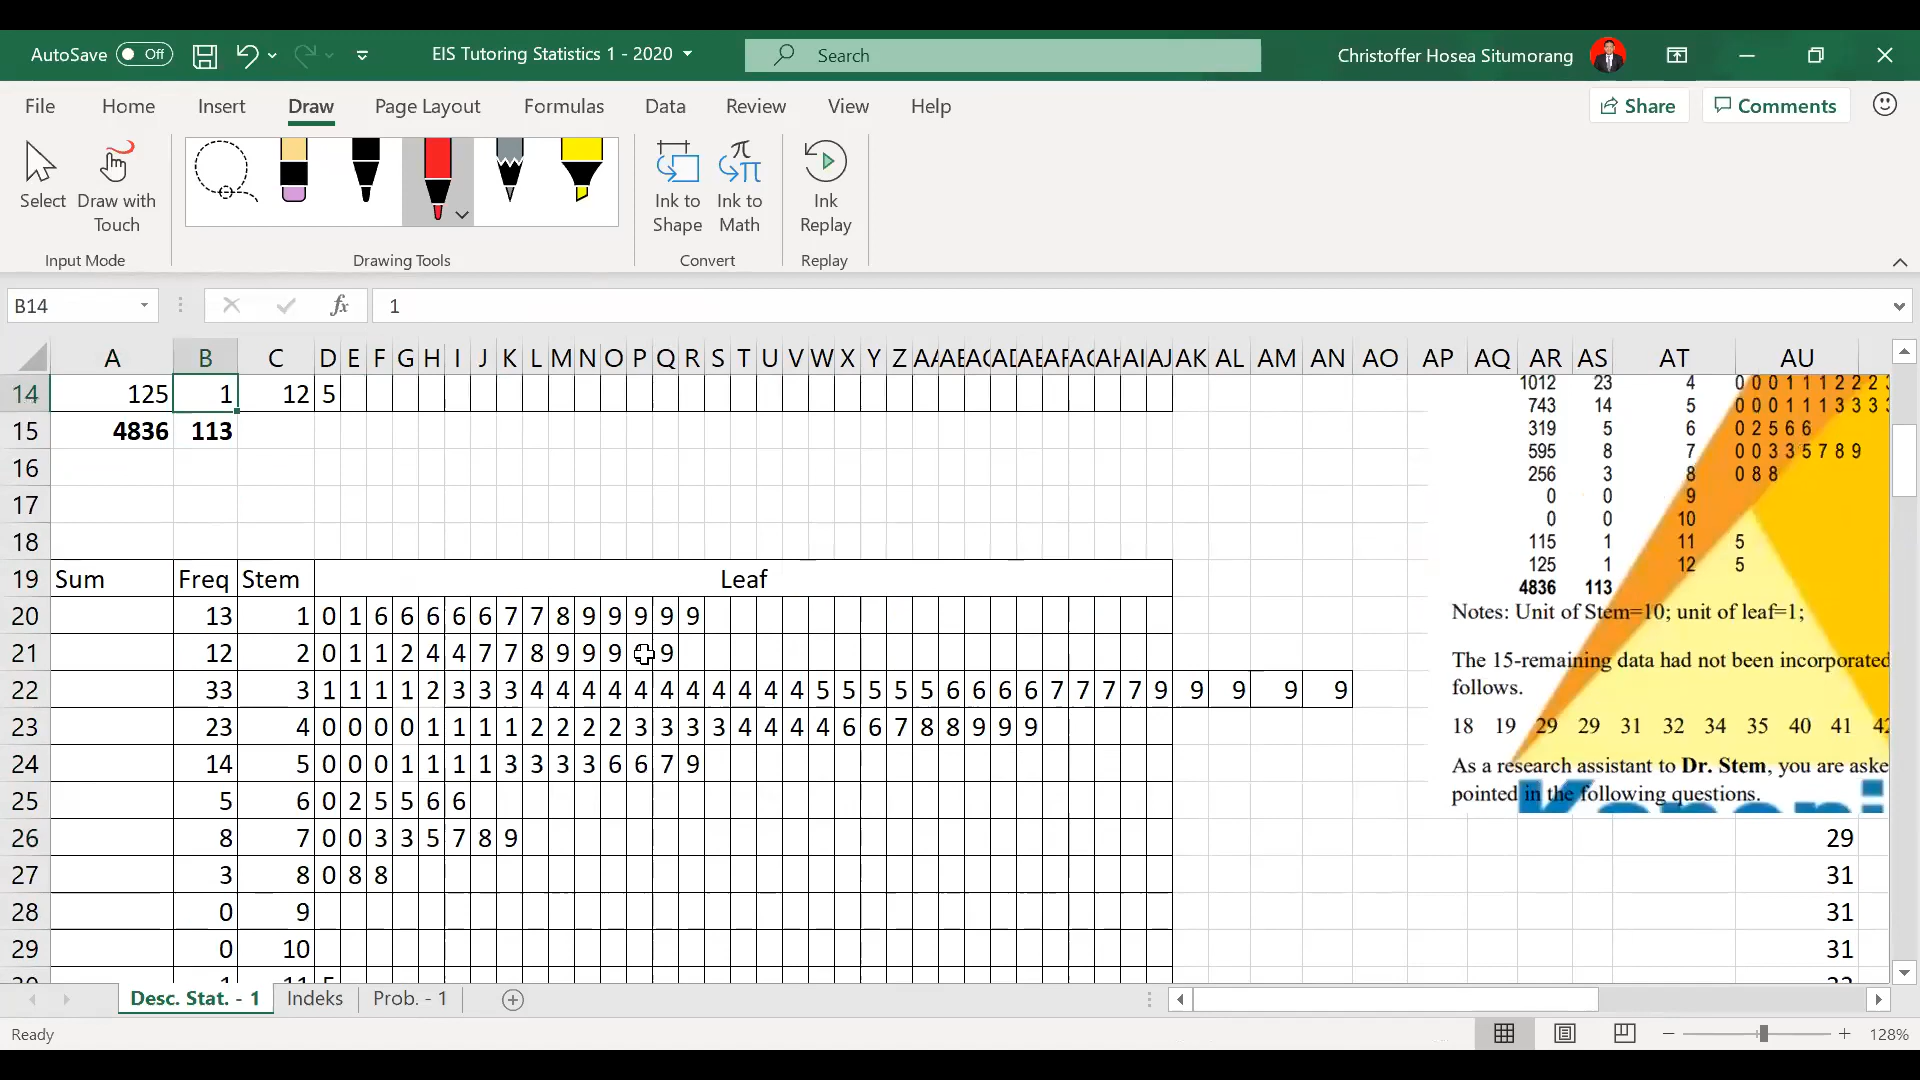 AutoSave Off EIS Tutoring Statistics 1 - 2020 Search Christoffer Hosea Situmorang
File Home Insert Draw Page Layout Formulas Data Review View Help Share Comments
Select Draw with Touch Ink to Shape Ink to Math Ink Replay
Input Mode Drawing Tools Convert Replay
B14 fx 1
A B C D E F G H I J K L M N O P Q R S T U V W X Y Z AJ AK AL AM AN AO AP AQ AR AS AT AU
14 125 1 12 5
15 4836 113
16
17
18
19 Sum Freq Stem Leaf
20 13 1 0 1 6 6 6 6 6 7 7 8 9 9 9 9 9
21 12 2 0 1 1 2 4 4 7 7 8 9 9 9 9
22 33 3 1 1 1 1 2 3 3 3 4 4 4 4 4 4 4 4 4 4 4 5 5 5 5 5 6 6 6 6 7 7 7 7 9 9 9 9 9
23 23 4 0 0 0 0 1 1 1 1 2 2 2 2 3 3 3 3 3 4 4 4 4 6 6 7 8 8 9 9 9
24 14 5 0 0 0 1 1 1 1 3 3 3 3 6 6 7 9
25 5 6 0 2 5 5 6 6
26 8 7 0 0 3 3 5 7 8 9
27 3 8 0 8 8
28 0 9
29 0 10
1012 23 4 0 0 0 1 1 1 2 2 2
743 14 5 0 0 0 1 1 1 3 3 3
319 5 6 0 2 5 6 6
595 8 7 0 0 3 3 5 7 8 9
256 3 8 0 8 8
0 0 9
0 0 10
115 1 11 5
125 1 12 5
4836 113
Notes: Unit of Stem=10; unit of leaf=1;
The 15-remaining data had not been incorporated
follows.
18 19 29 29 31 32 34 35 40 41
As a research assistant to Dr. Stem, you are aske
pointed in the following questions.
29
31
31
31
Desc. Stat. - 1 Indeks Prob. - 1
Ready 128%